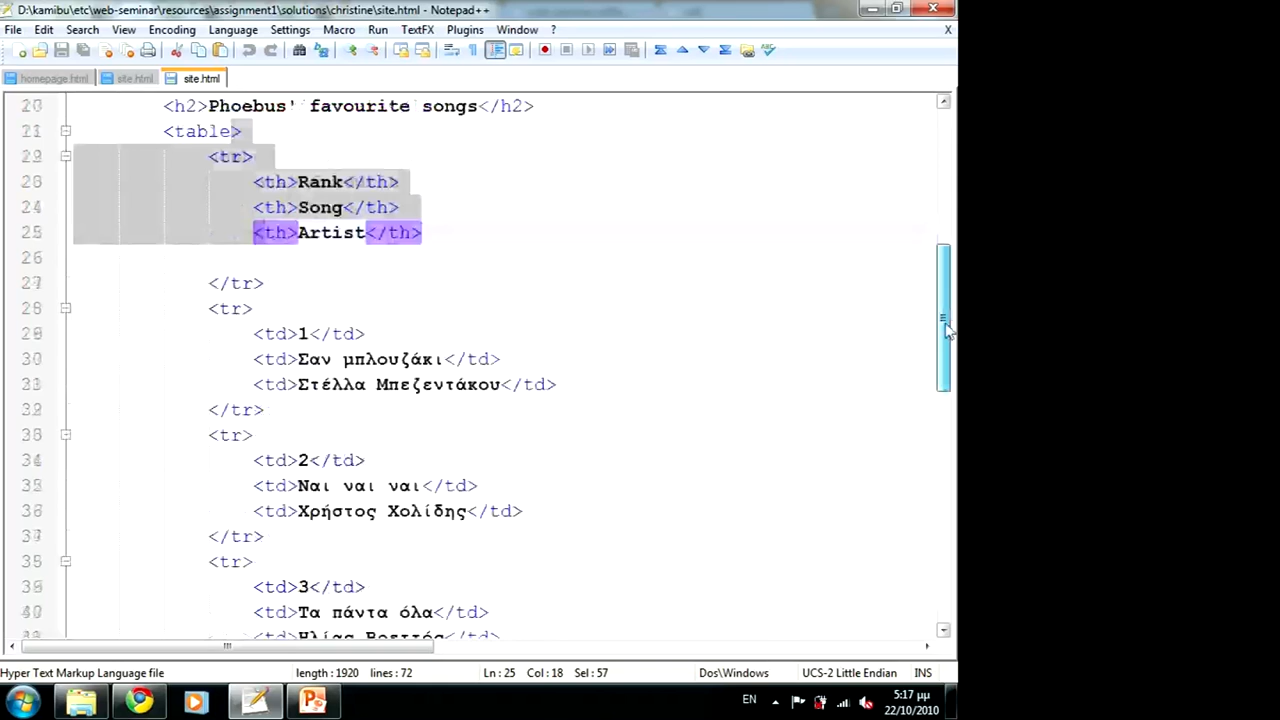 D:\kamibu\etc\web-seminar\resources\assignment1\solutions\christine\site.html - Notepad++
File Edit Search View Encoding Language Settings Macro Run TextFX Plugins Window ? X
homepage.html site.html site.html
20 <h2>Phoebus' favourite songs</h2>
21 <table>
22 <tr>
23 <th>Rank</th>
24 <th>Song</th>
25 <th>Artist</th>
26
27 </tr>
28 <tr>
29 <td>1</td>
30 <td>Σαν μπλουζάκι</td>
31 <td>Στέλλα Μπεζεντάκου</td>
32 </tr>
33 <tr>
34 <td>2</td>
35 <td>Ναι ναι ναι</td>
36 <td>Χρήστος Χολίδης</td>
37 </tr>
38 <tr>
39 <td>3</td>
40 <td>Τα πάντα όλα</td>
<td>Ηλίας Βρεττός</td>
Hyper Text Markup Language file length : 1920 lines : 72 Ln : 25 Col : 18 Sel : 57 Dos\Windows UCS-2 Little Endian INS
EN 5:17 μμ
22/10/2010